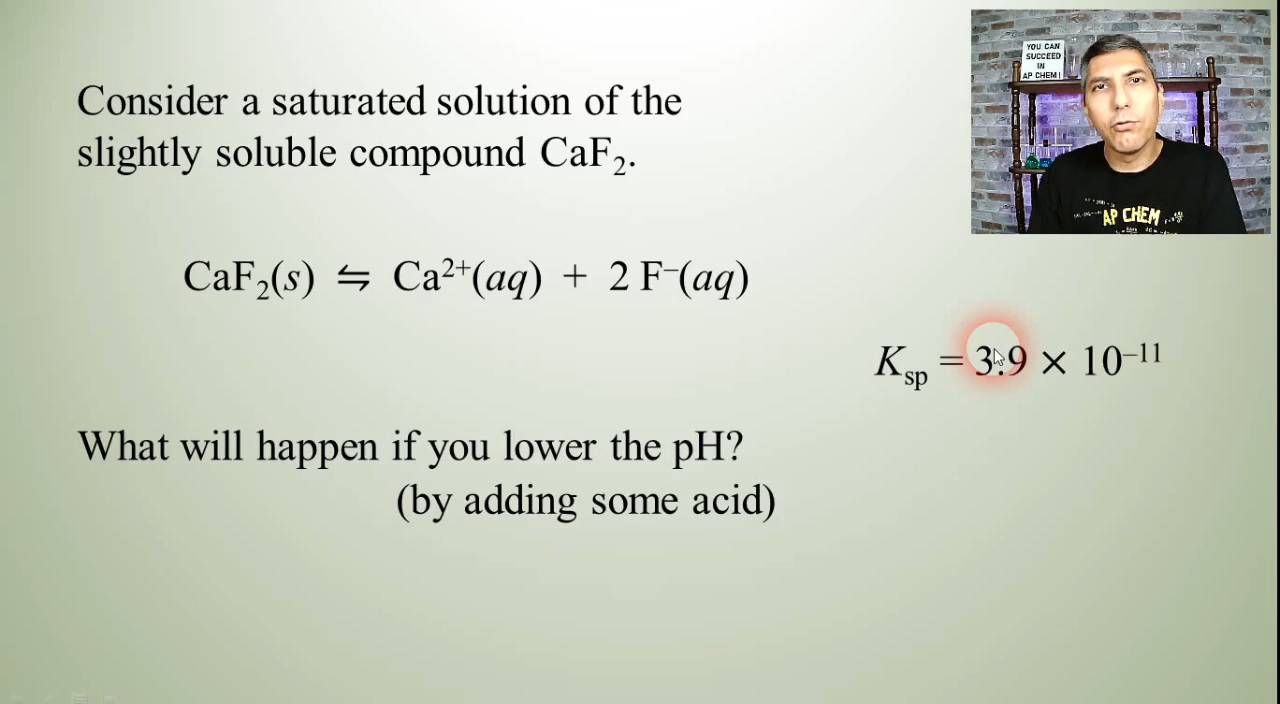 Consider a saturated solution of the
slightly soluble compound CaF₂.
YOU CAN
SUCCEED
IN
AP CHEM!
AP CHEM
CaF₂(s) ⇋ Ca²⁺(aq) + 2 F⁻(aq)
Ksp = 3.9 × 10⁻¹¹
What will happen if you lower the pH?
(by adding some acid)